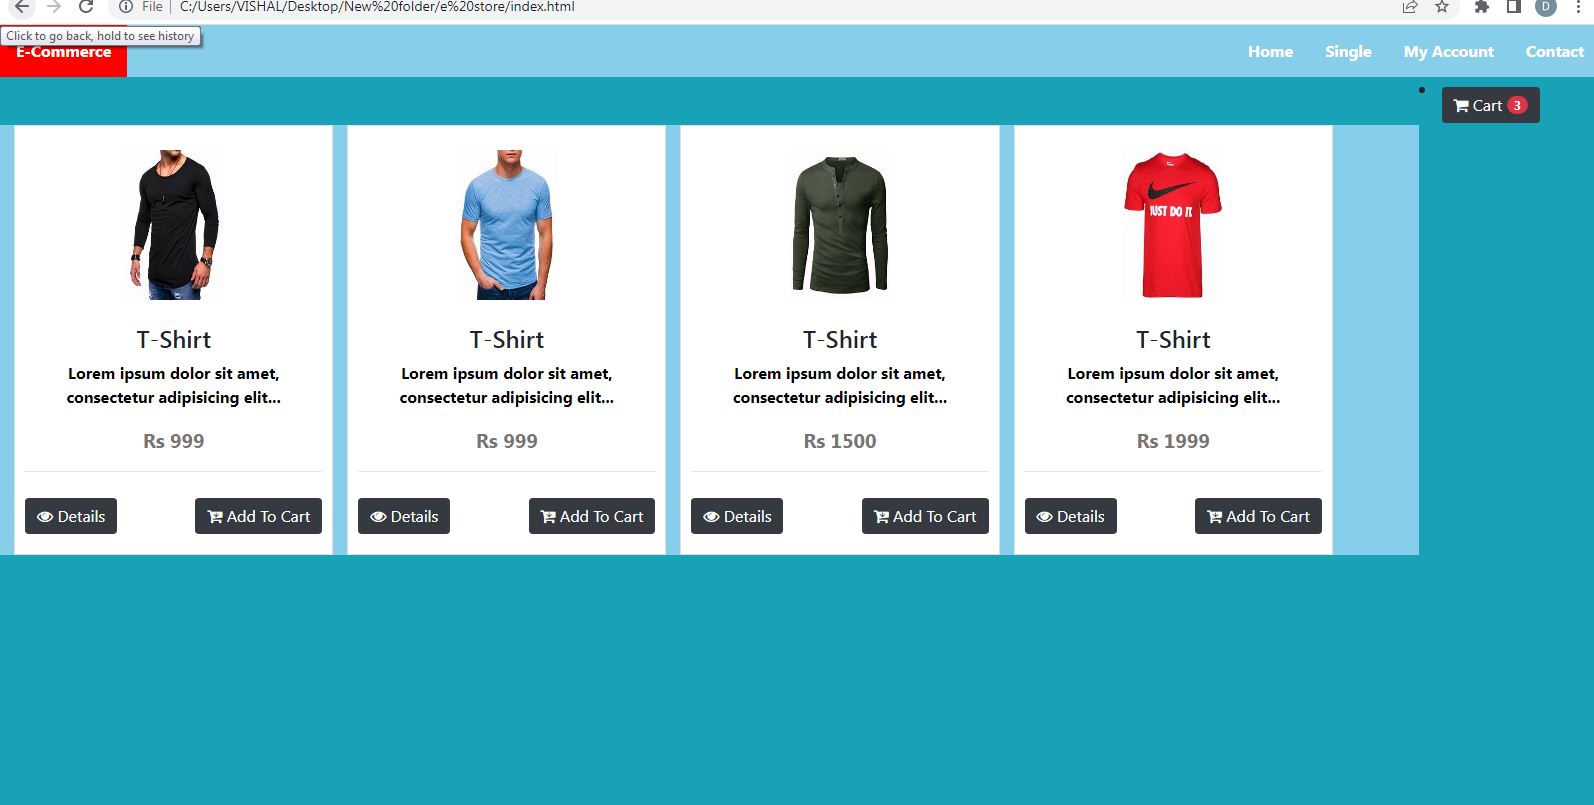 File | C:/Users/VISHAL/Desktop/New%20folder/e%20store/index.html
D
Click to go back, hold to see history
E-Commerce
Home Single My Account Contact
Cart 3
JUST DO IT.
T-Shirt T-Shirt T-Shirt T-Shirt
Lorem ipsum dolor sit amet, Lorem ipsum dolor sit amet, Lorem ipsum dolor sit amet, Lorem ipsum dolor sit amet,
consectetur adipisicing elit... consectetur adipisicing elit... consectetur adipisicing elit... consectetur adipisicing elit...
Rs 999 Rs 999 Rs 1500 Rs 1999
Details Add To Cart Details Add To Cart Details Add To Cart Details Add To Cart